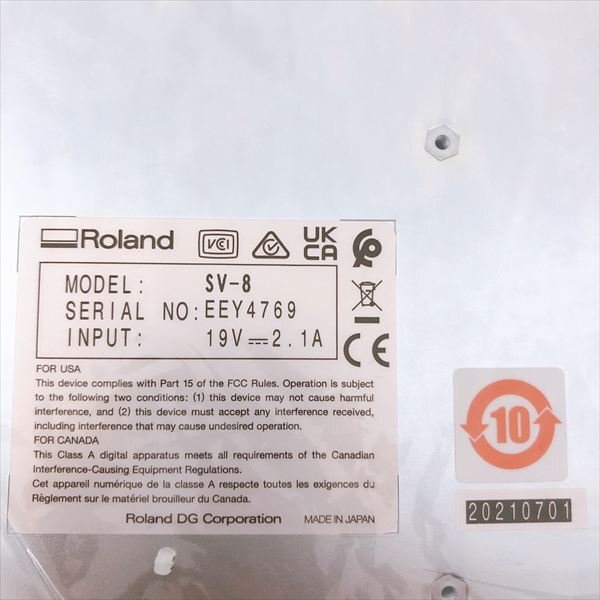 Roland
VCI
UK
CA
MODEL: SV-8
SERIAL NO: EEY4769
INPUT: 19V⎓2.1A
CE
FOR USA
This device complies with Part 15 of the FCC Rules. Operation is subject
to the following two conditions: (1) this device may not cause harmful
interference, and (2) this device must accept any interference received,
including interference that may cause undesired operation.
FOR CANADA
This Class A digital apparatus meets all requirements of the Canadian
Interference-Causing Equipment Regulations.
Cet appareil numérique de la classe A respecte toutes les exigences du
Règlement sur le matériel brouilleur du Canada.
Roland DG Corporation MADE IN JAPAN
10
20210701